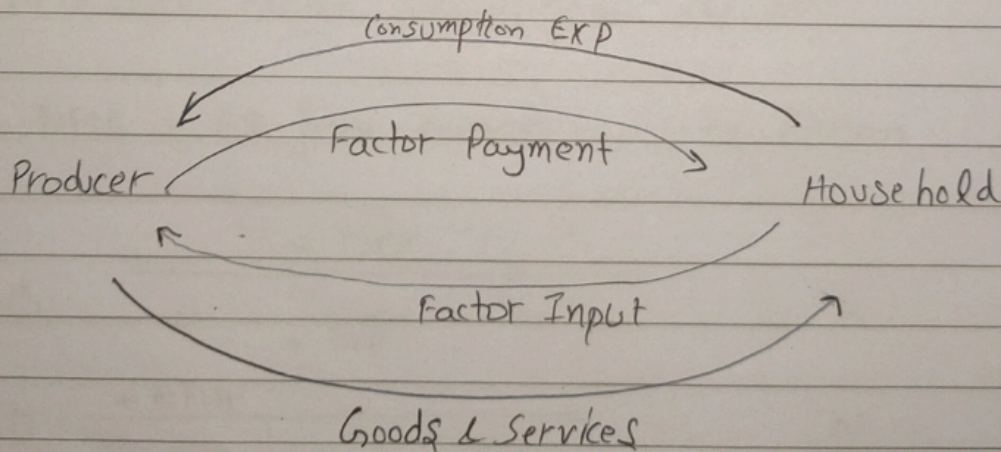 Consumption Exp
Factor Payment
Producer
Household
Factor Input
Goods & Services